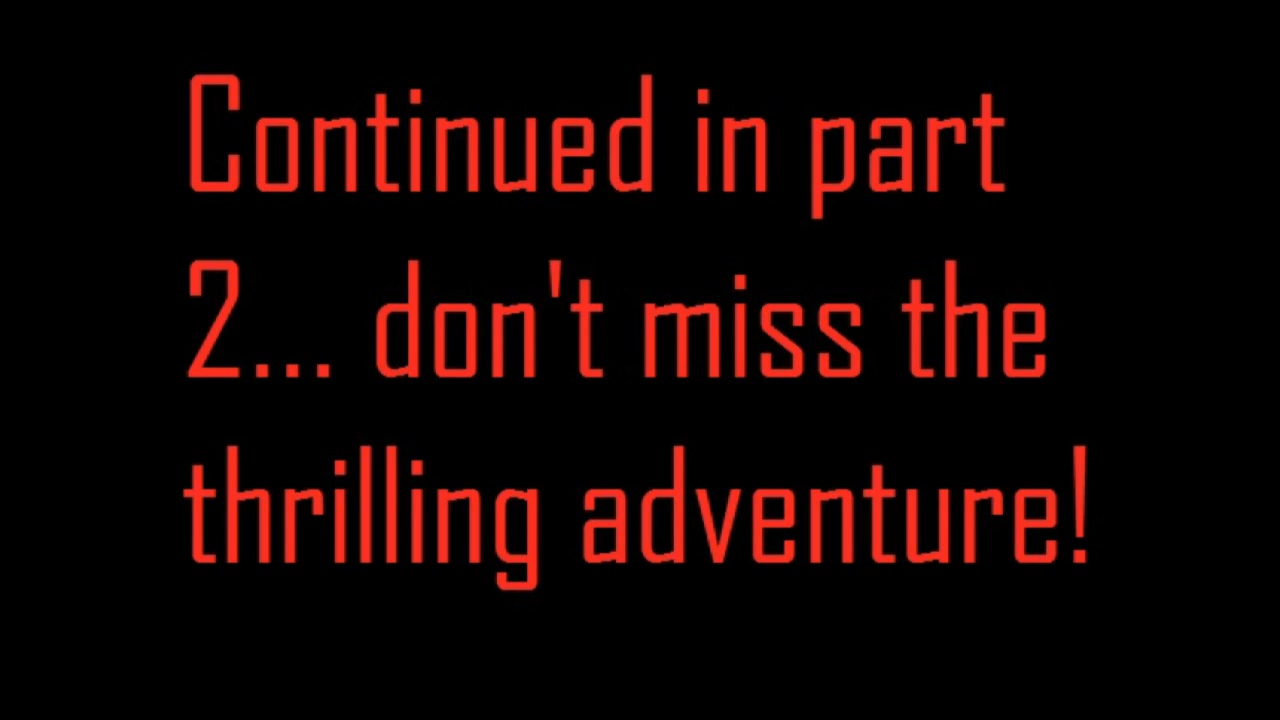 Continued in part
2... don't miss the
thrilling adventure!